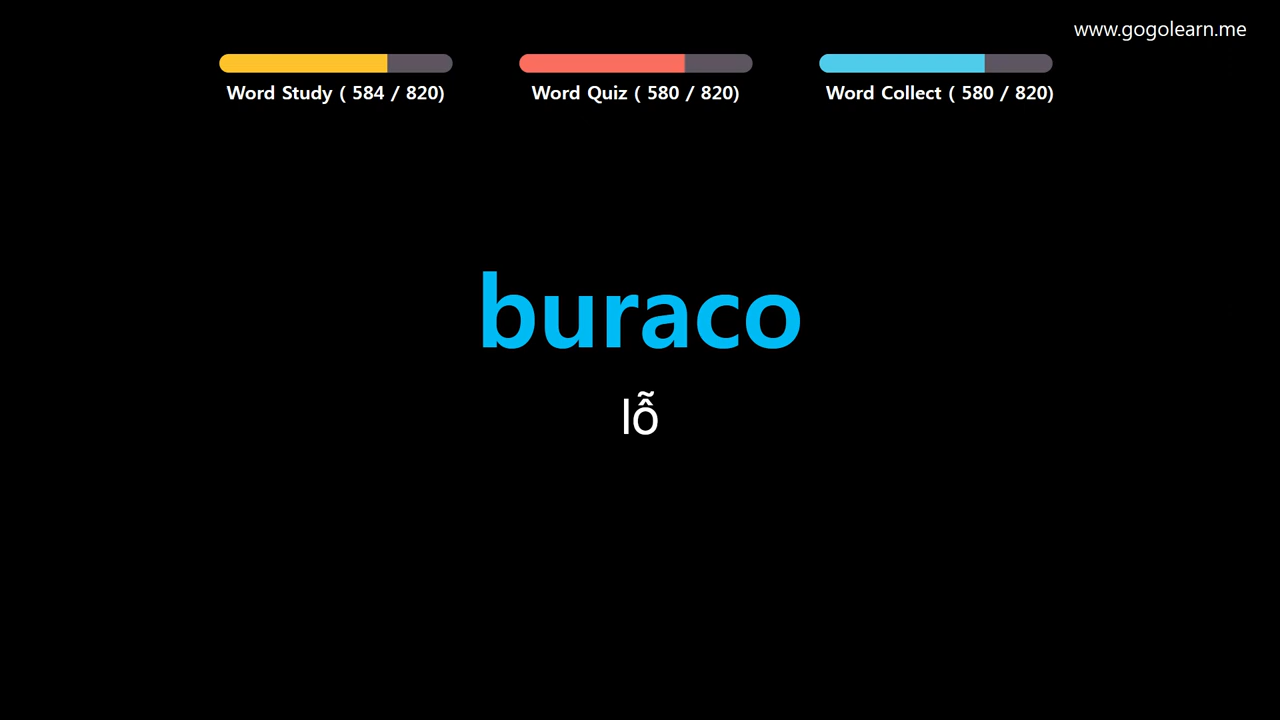 www.gogolearn.me
Word Study ( 584 / 820)
Word Quiz ( 580 / 820)
Word Collect ( 580 / 820)
buraco
lỗ